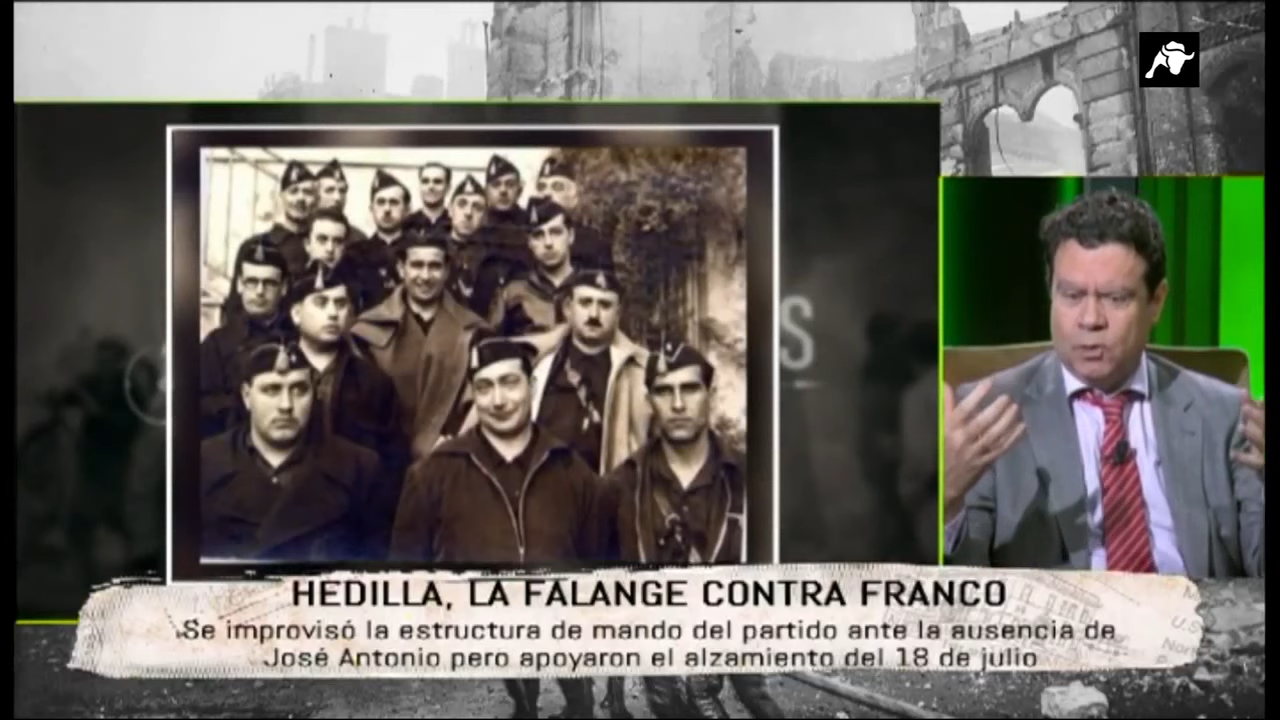 S
HEDILLA, LA FALANGE CONTRA FRANCO
Se improvisó la estructura de mando del partido ante la ausencia de
José Antonio pero apoyaron el alzamiento del 18 de julio